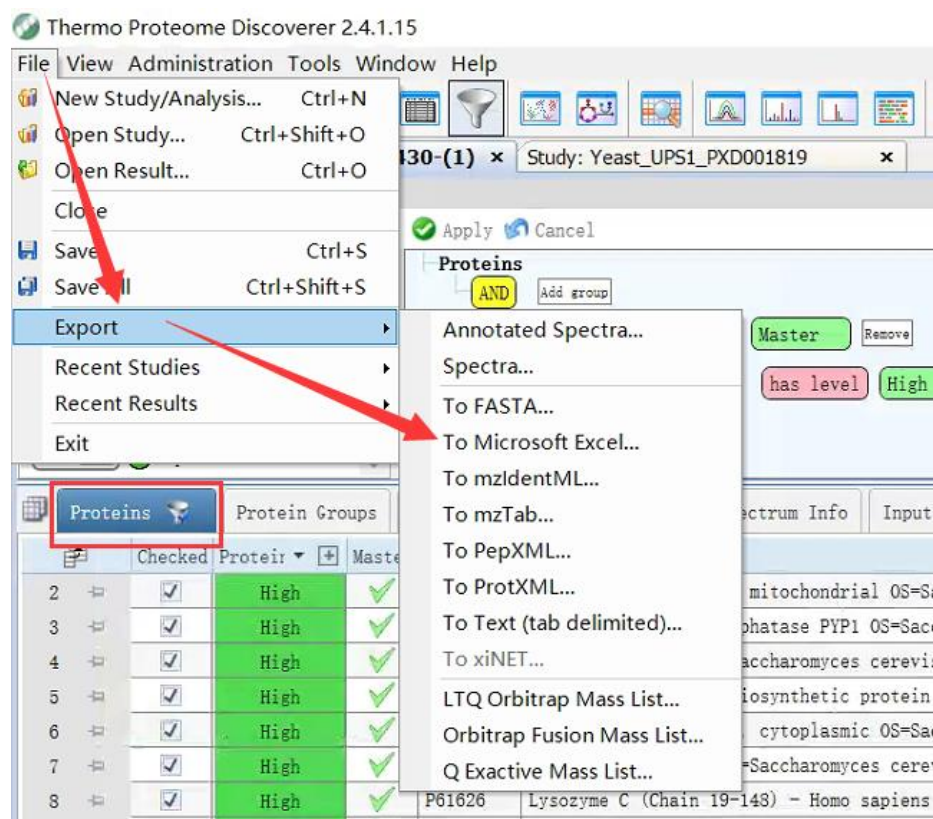 Thermo Proteome Discoverer 2.4.1.15
File View Administration Tools Window Help
New Study/Analysis... Ctrl+N
Open Study... Ctrl+Shift+O
430-(1) × Study: Yeast_UPS1_PXD001819 ×
Open Result... Ctrl+O
Close
Apply Cancel
Save Ctrl+S
Proteins
Save All Ctrl+Shift+S
AND Add group
Export
Annotated Spectra...
Master Remove
Recent Studies
Spectra...
has level High
Recent Results
To FASTA...
Exit
To Microsoft Excel...
To mzIdentML...
Proteins Protein Groups
To mzTab...
ectrum Info Input
Checked Protein Maste
To PepXML...
2 High
To ProtXML...
mitochondrial OS=Sa
3 High
To Text (tab delimited)...
phatase PYP1 OS=Sacc
4 High
To xiNET...
accharomyces cerevis
5 High
LTQ Orbitrap Mass List...
iosynthetic protein
6 High
Orbitrap Fusion Mass List...
cytoplasmic OS=Sac
7 High
Q Exactive Mass List...
=Saccharomyces cerev
8 High P61626 Lysozyme C (Chain 19-148) - Homo sapiens